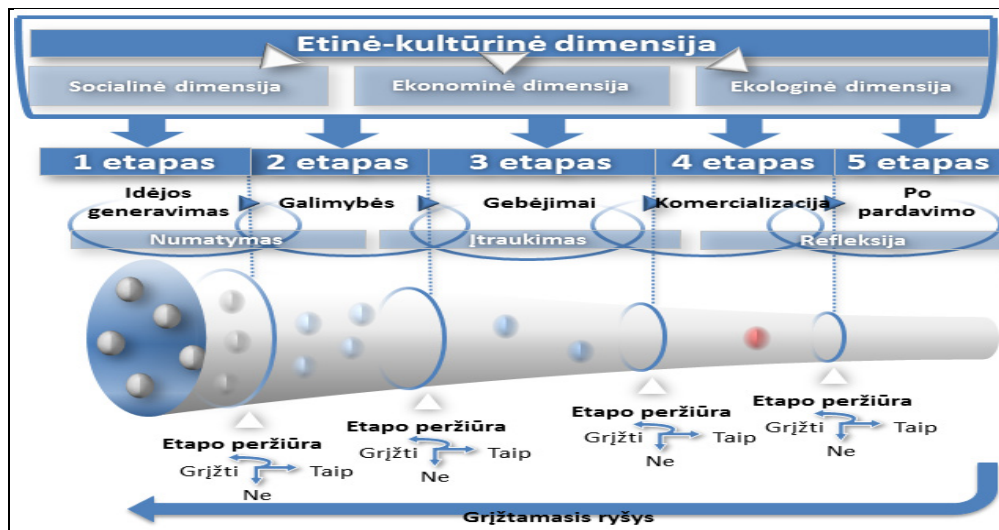 Etinė-kultūrinė dimensija
Socialinė dimensija
Ekonominė dimensija
Ekologinė dimensija
1 etapas
2 etapas
3 etapas
4 etapas
5 etapas
Idėjos
generavimas
Galimybės
Gebėjimai
Komercializacija
Po
pardavimo
Numatymas
Įtraukimas
Refleksija
Etapo peržiūra
Grįžti
Taip
Ne
Etapo peržiūra
Grįžti
Taip
Ne
Etapo peržiūra
Grįžti
Taip
Ne
Etapo peržiūra
Grįžti
Taip
Ne
Grįžtamasis ryšys